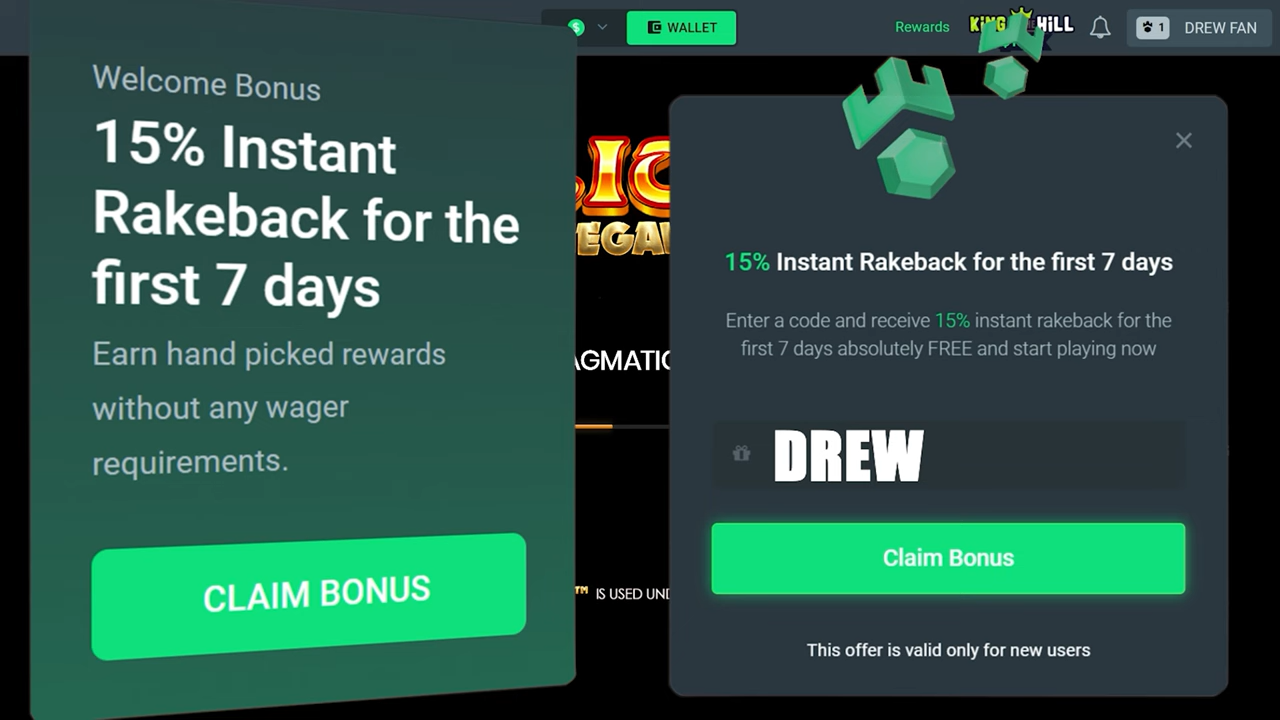 WALLET
Rewards
KING HILL
1
DREW FAN
Welcome Bonus
15% Instant
Rakeback for the
first 7 days
Earn hand picked rewards
without any wager
requirements.
CLAIM BONUS
15% Instant Rakeback for the first 7 days
Enter a code and receive 15% instant rakeback for the
first 7 days absolutely FREE and start playing now
DREW
Claim Bonus
This offer is valid only for new users
™ IS USED